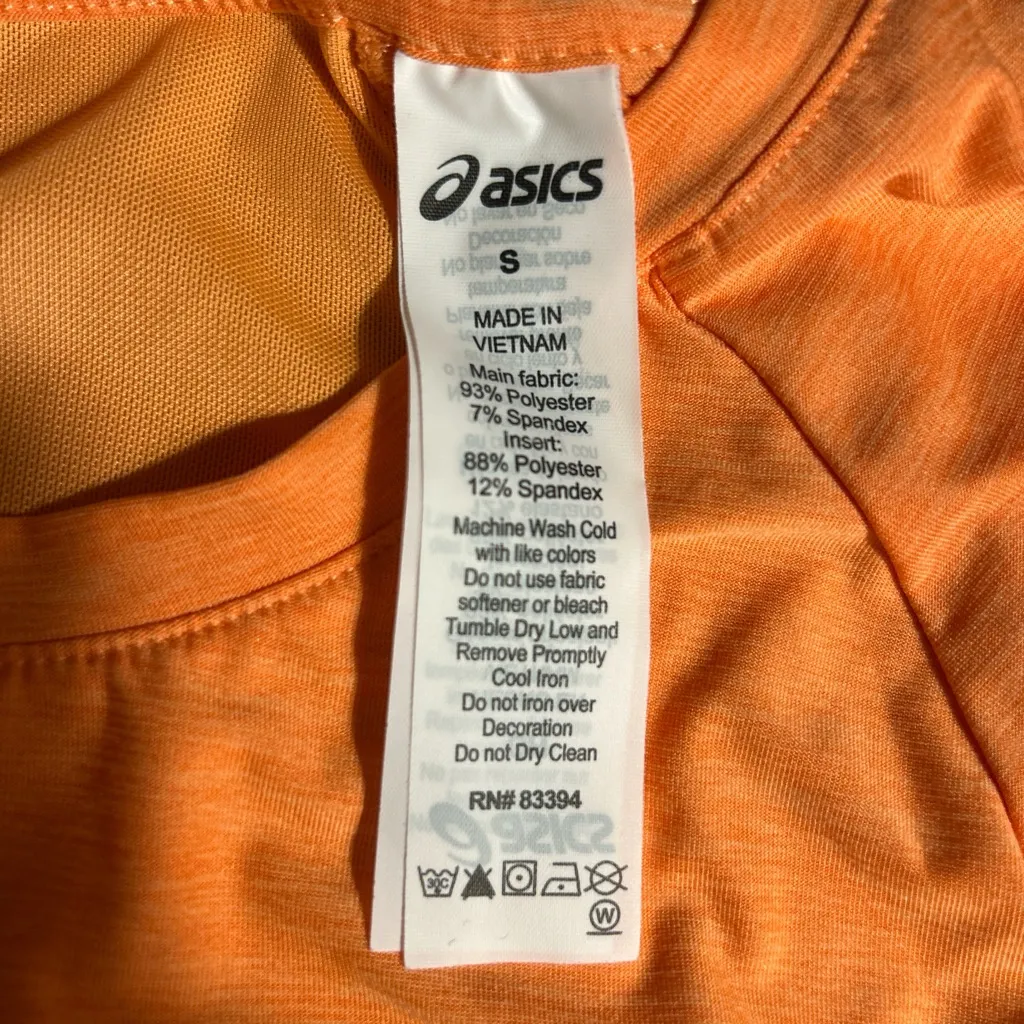 asics
S
MADE IN
VIETNAM
Main fabric:
93% Polyester
7% Spandex
Insert:
88% Polyester
12% Spandex
Machine Wash Cold
with like colors
Do not use fabric
softener or bleach
Tumble Dry Low and
Remove Promptly
Cool Iron
Do not iron over
Decoration
Do not Dry Clean
RN# 83394
30C
W